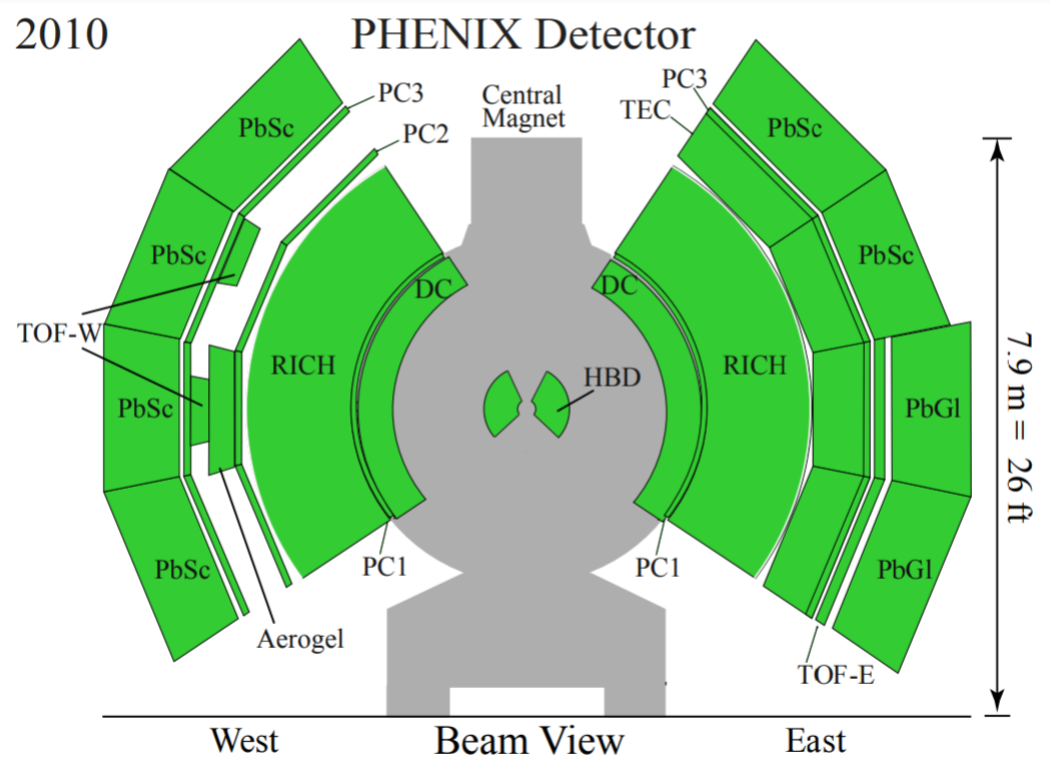 2010
PHENIX Detector
PC3
PC2
Central
Magnet
PC3
TEC
PbSc
PbSc
PbSc
PbSc
TOF-W
DC
DC
RICH
RICH
HBD
PbSc
PbGl
7.9 m = 26 ft
PbSc
PC1
PC1
PbGl
Aerogel
TOF-E
West
Beam View
East